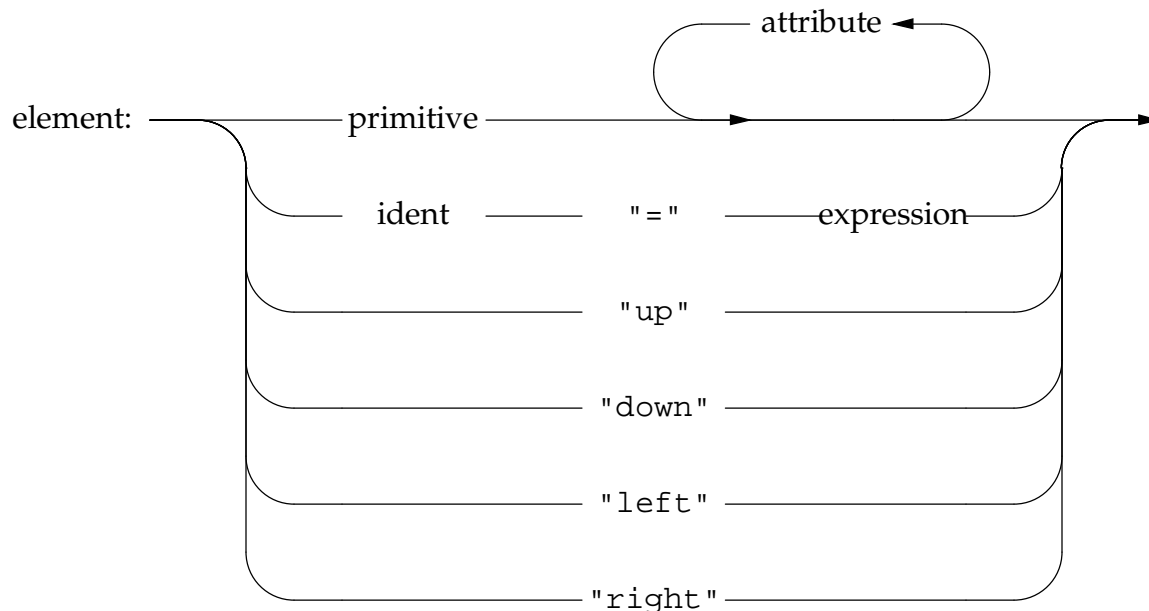 attribute
element: primitive
ident "=" expression
"up"
"down"
"left"
"right"